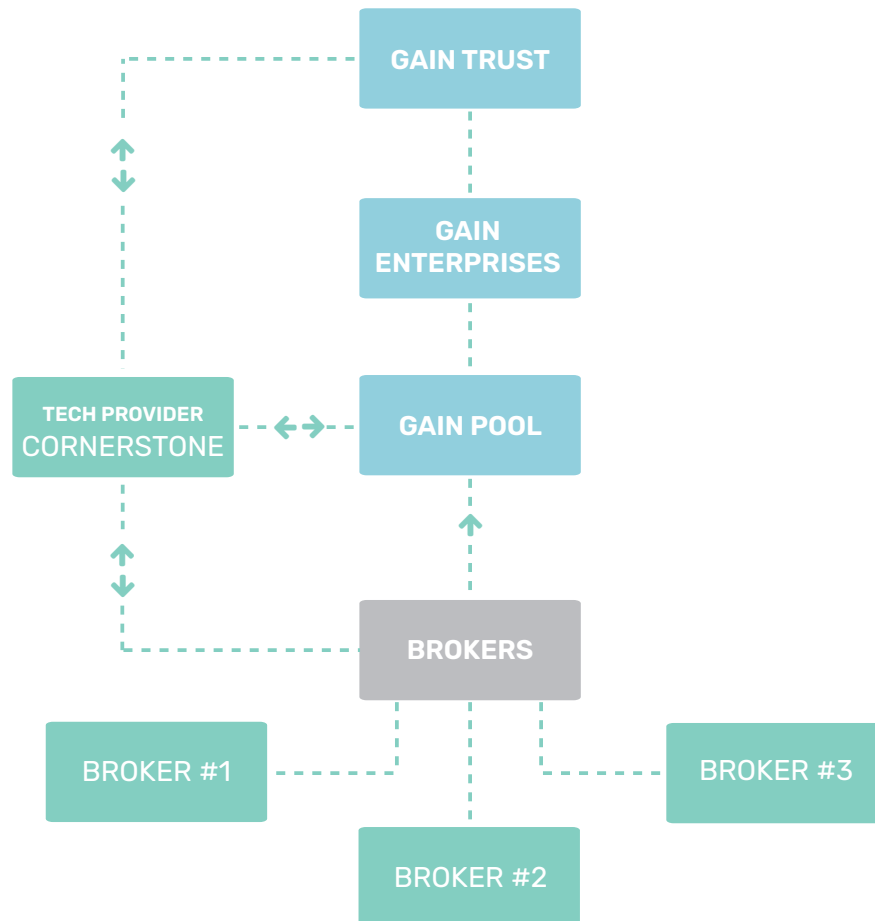 GAIN TRUST
GAIN
ENTERPRISES
TECH PROVIDER
CORNERSTONE
GAIN POOL
BROKERS
BROKER #1
BROKER #3
BROKER #2